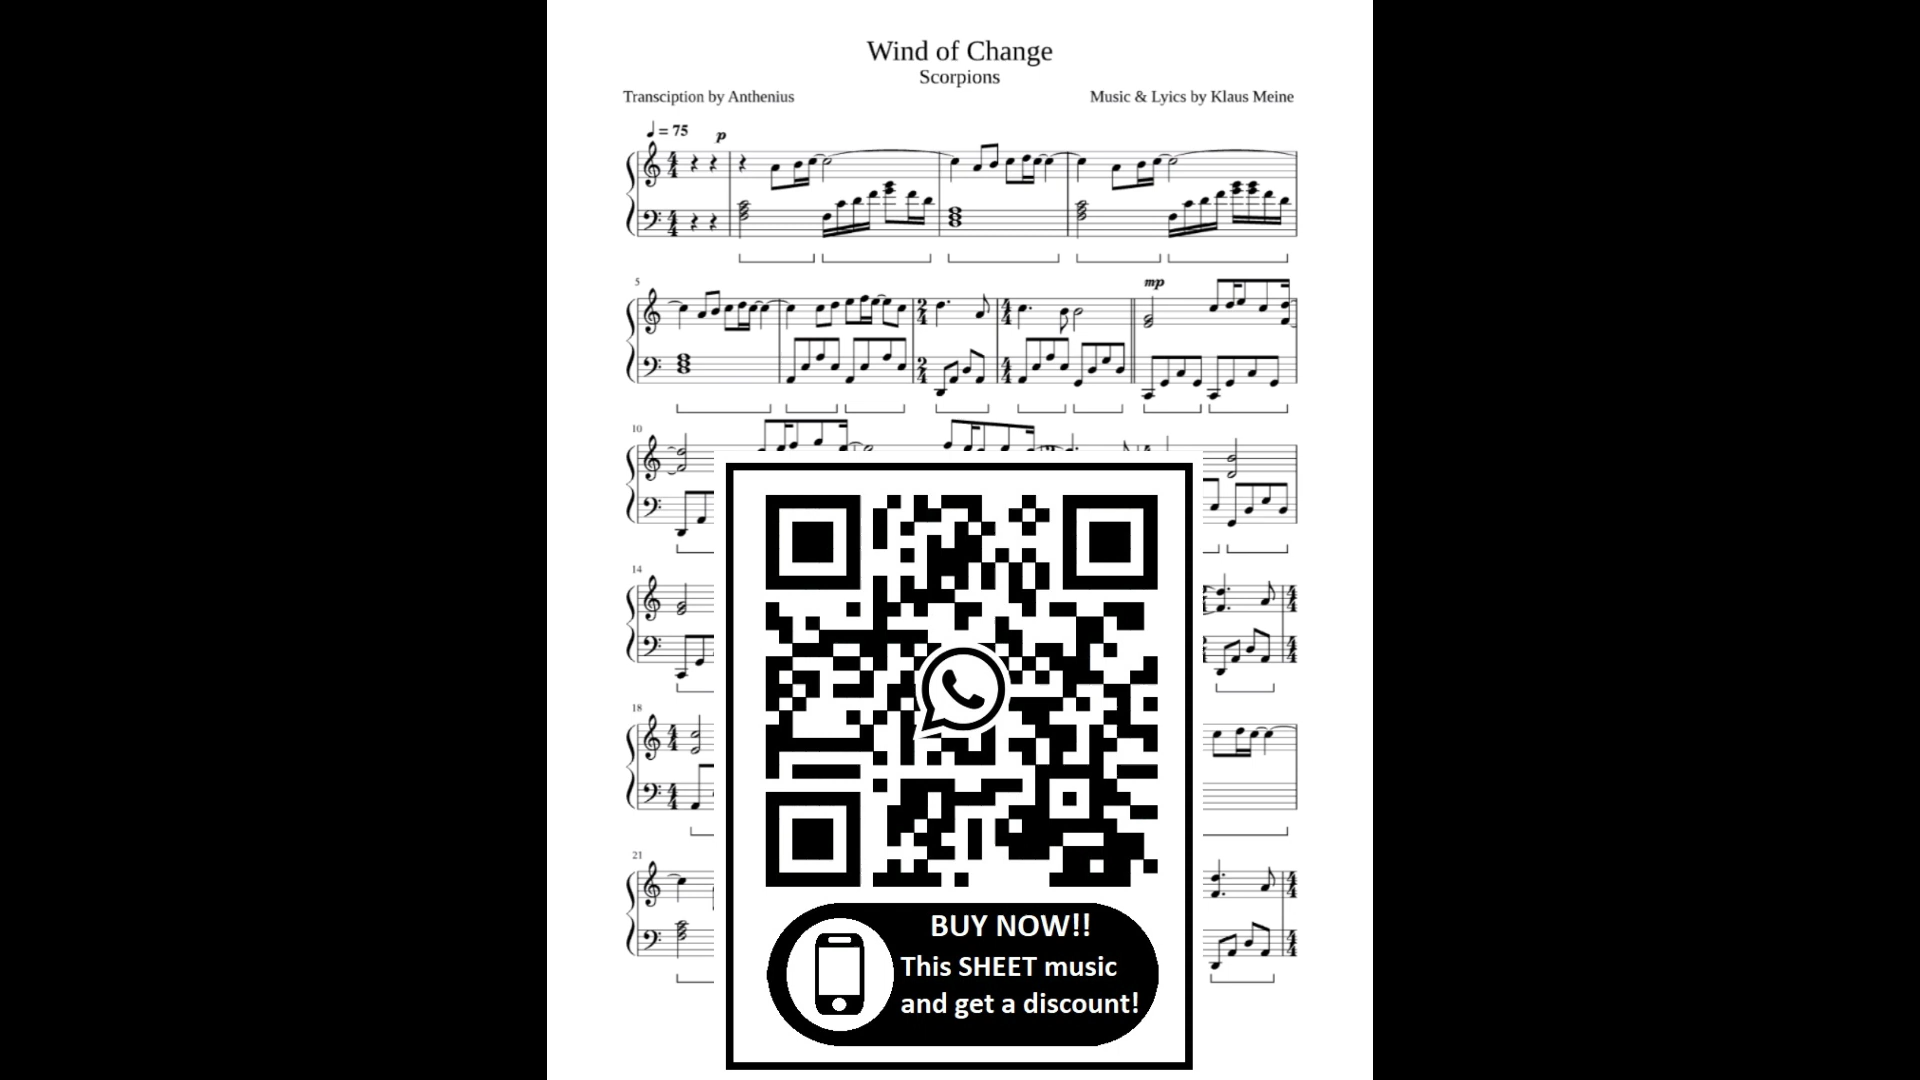 Wind of Change
Scorpions
Transciption by Anthenius
Music & Lyics by Klaus Meine
= 75
p
5
mp
10
14
18
21
BUY NOW!!
This SHEET music
and get a discount!